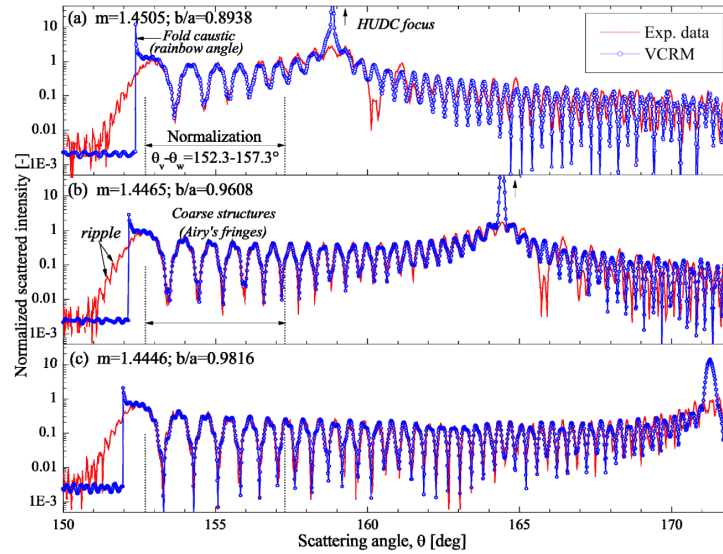 (a) m=1.4505; b/a=0.8938
HUDC focus
Fold caustic
(rainbow angle)
Exp. data
VCRM
10
1
0.1
0.01
1E-3
Normalization
θv-θw=152.3-157.3°
(b) m=1.4465; b/a=0.9608
Coarse structures
(Airy's fringes)
ripple
10
1
0.1
0.01
1E-3
(c) m=1.4446; b/a=0.9816
10
1
0.1
0.01
1E-3
Normalized scattered intensity [-]
150 155 160 165 170
Scattering angle, θ [deg]